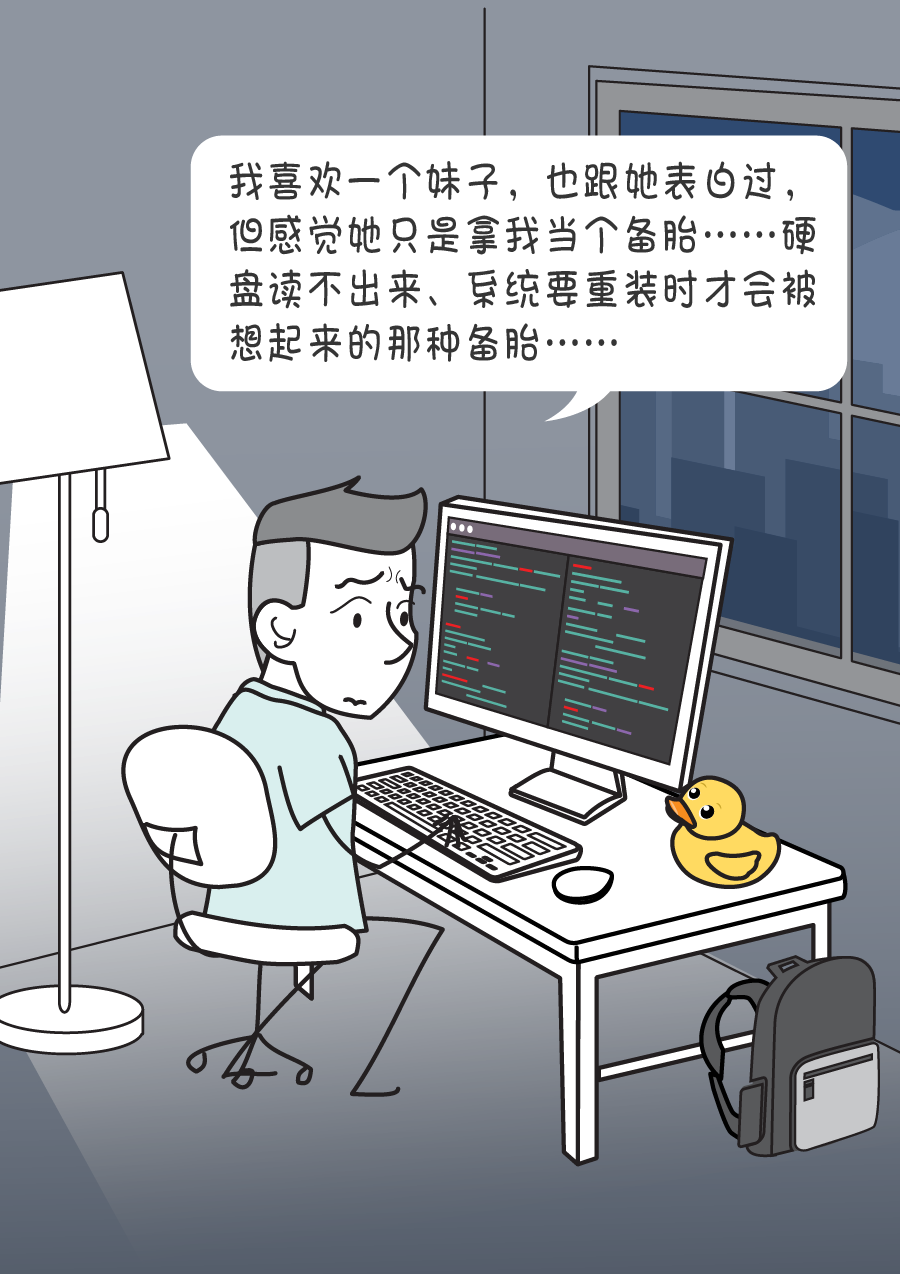 我喜欢一个妹子，也跟她表白过，
但感觉她只是拿我当个备胎……硬
盘读不出来、系统要重装时才会被
想起来的那种备胎……